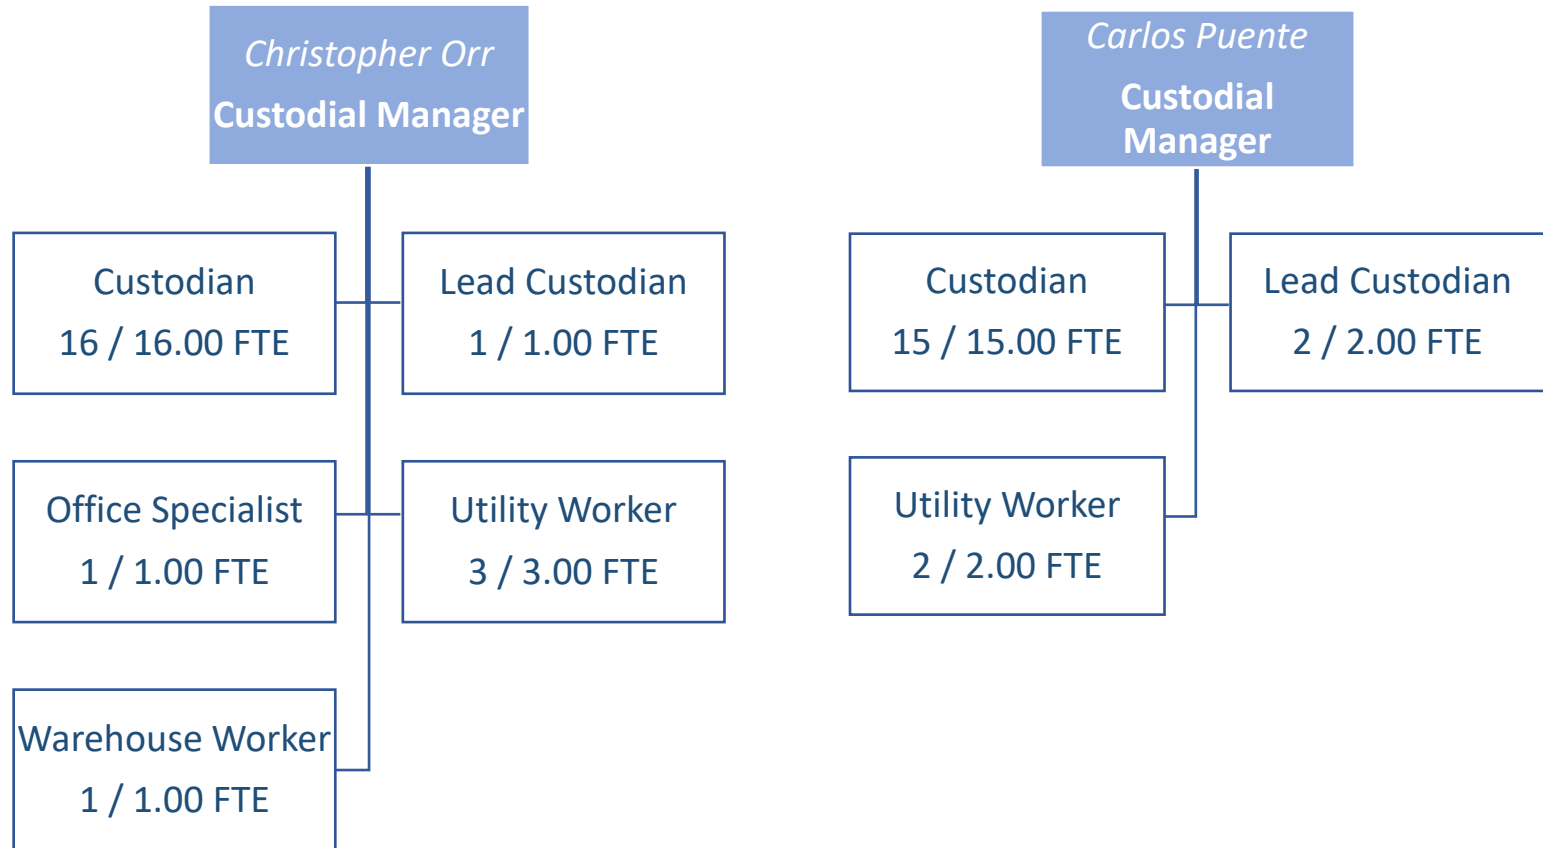 Christopher Orr
Custodial Manager
Custodian
16 / 16.00 FTE
Lead Custodian
1 / 1.00 FTE
Office Specialist
1 / 1.00 FTE
Utility Worker
3 / 3.00 FTE
Warehouse Worker
1 / 1.00 FTE
Carlos Puente
Custodial
Manager
Custodian
15 / 15.00 FTE
Lead Custodian
2 / 2.00 FTE
Utility Worker
2 / 2.00 FTE